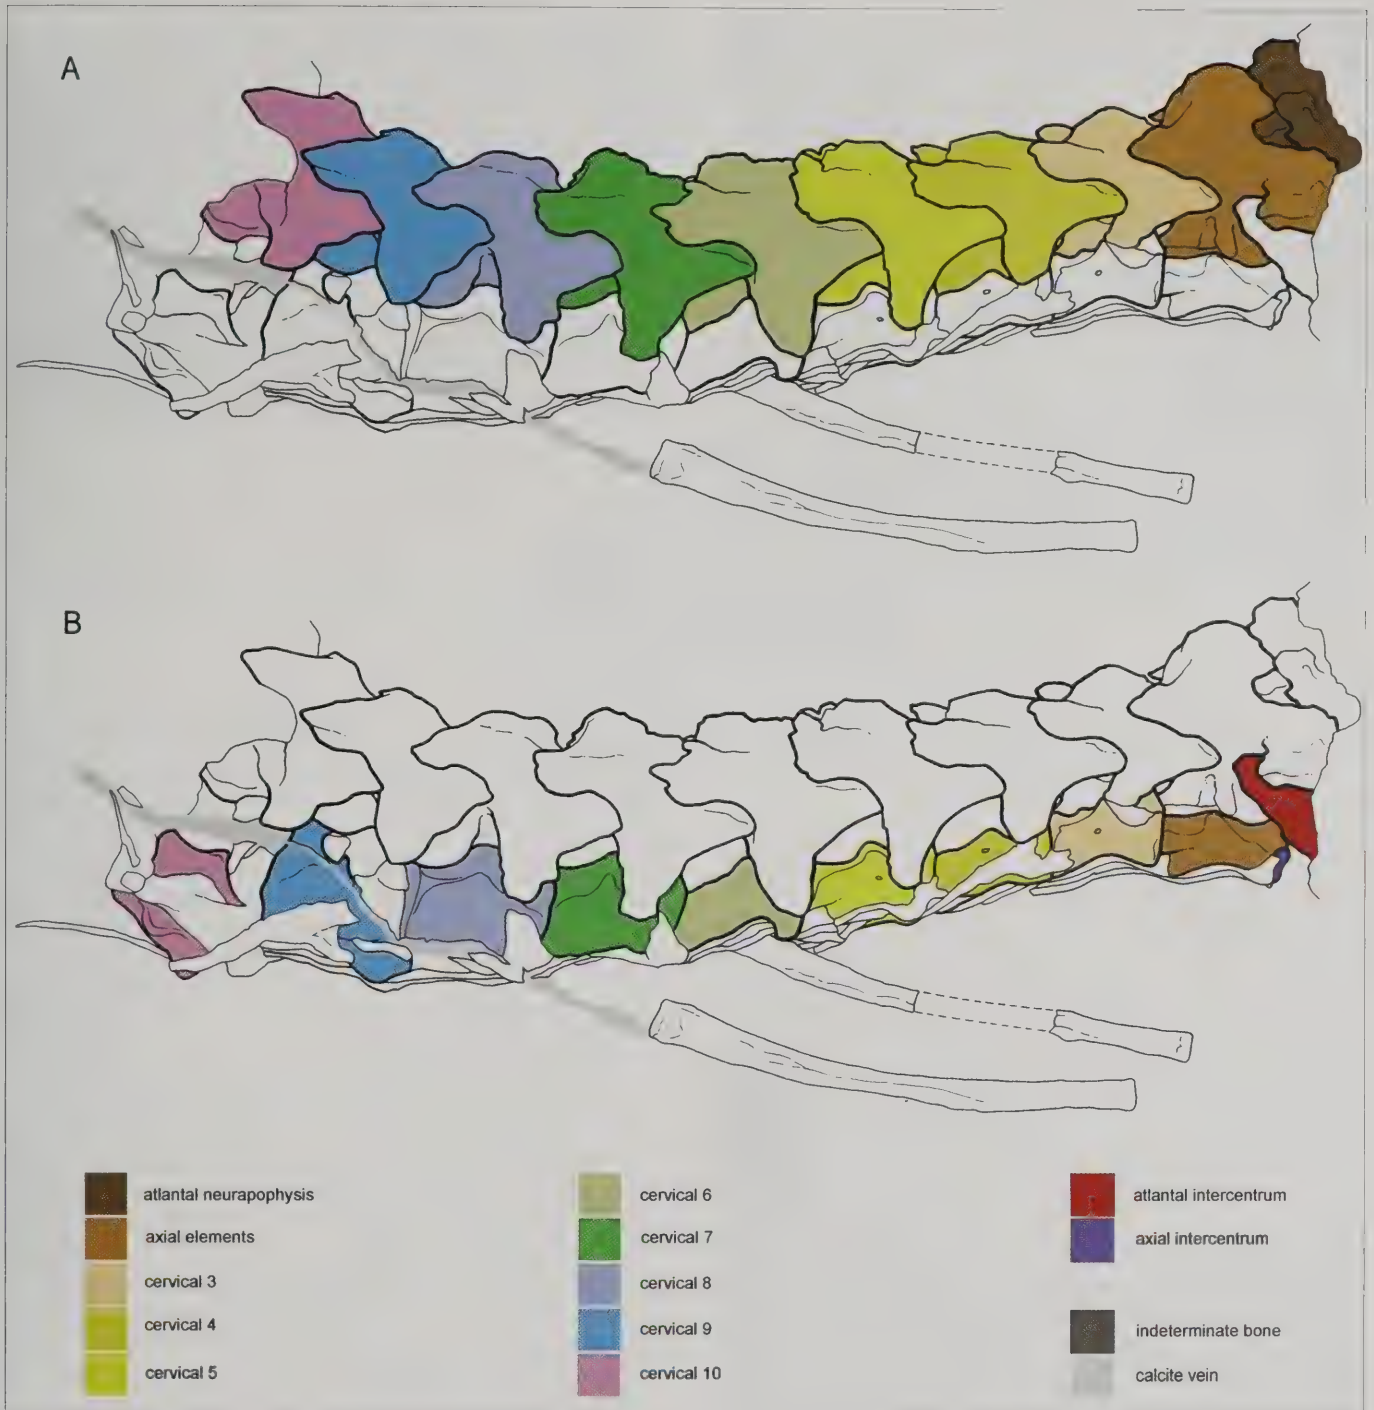 A
B
atlantal neurapophysis
axial elements
cervical 3
cervical 4
cervical 5
cervical 6
cervical 7
cervical 8
cervical 9
cervical 10
atlantal intercentrum
axial intercentrum
indeterminate bone
calcite vein